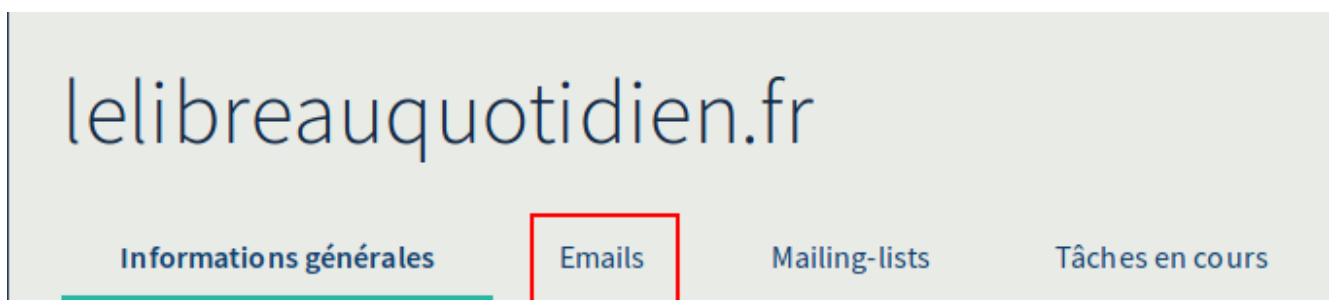 lelibreauquotidien.fr
Informations générales Emails Mailing-lists Tâches en cours